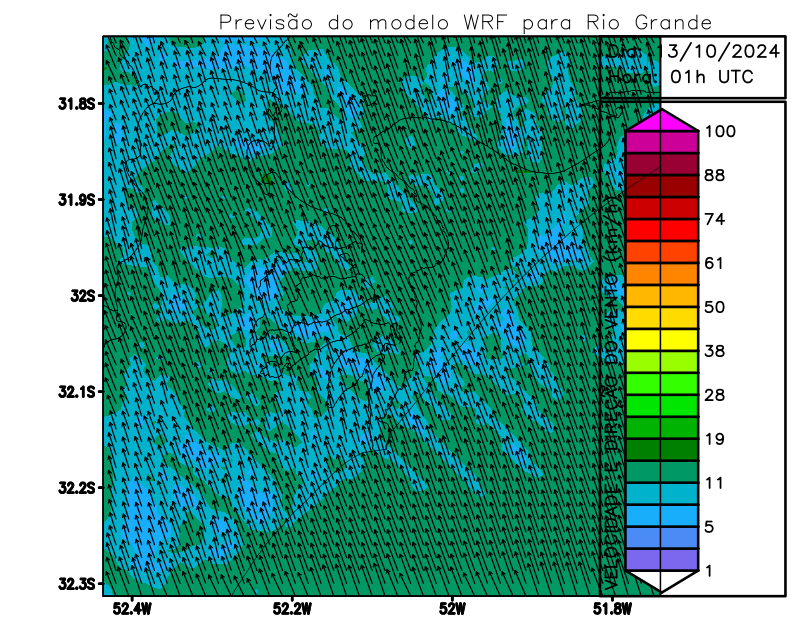 Previsão do modelo WRF para Rio Grande
Dia: 13/10/2024
Hora: 01h UTC
31.8S
31.9S
32S
32.1S
32.2S
32.3S
52.4W
52.2W
52W
51.8W
VELOCIDADE E DIREÇÃO DO VENTO (km/h)
100
88
74
61
50
38
28
19
11
5
1